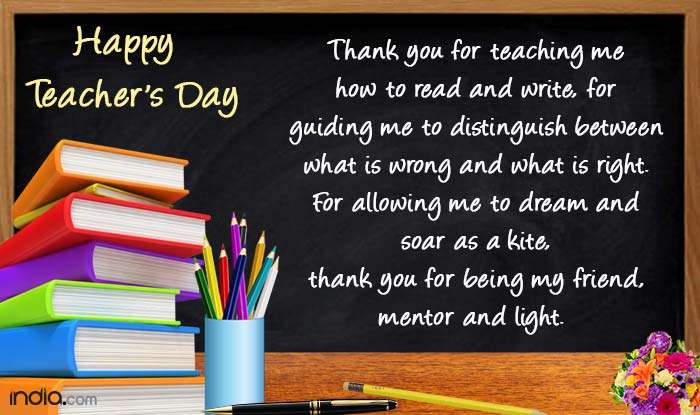 Happy
Teacher's Day
Thank you for teaching me
how to read and write, for
guiding me to distinguish between
what is wrong and what is right.
For allowing me to dream and
soar as a kite,
thank you for being my friend,
mentor and light.
india.com